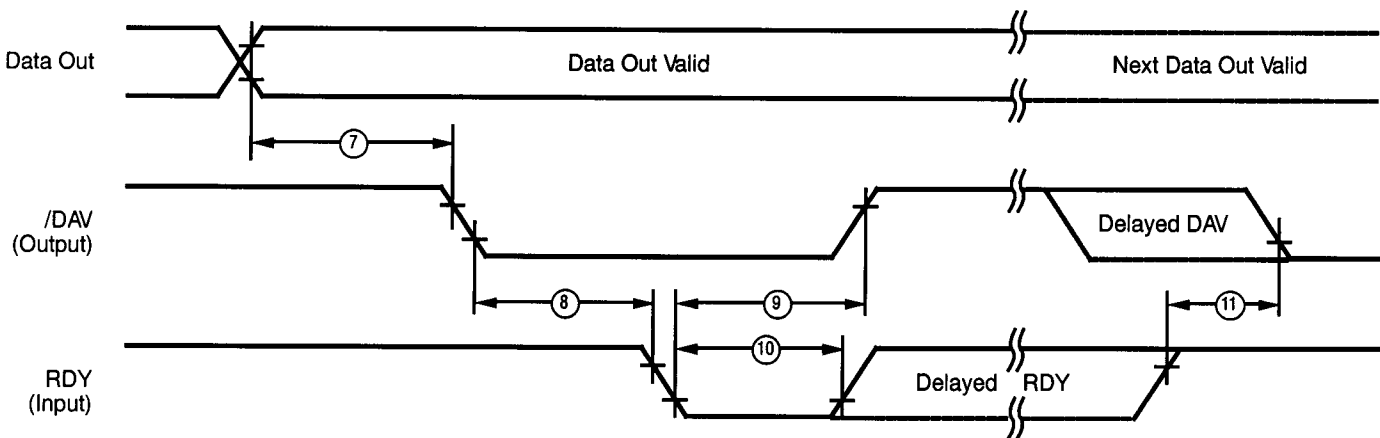 Data Out
Data Out Valid
Next Data Out Valid
7
/DAV
(Output)
Delayed DAV
8
9
11
10
RDY
(Input)
Delayed RDY